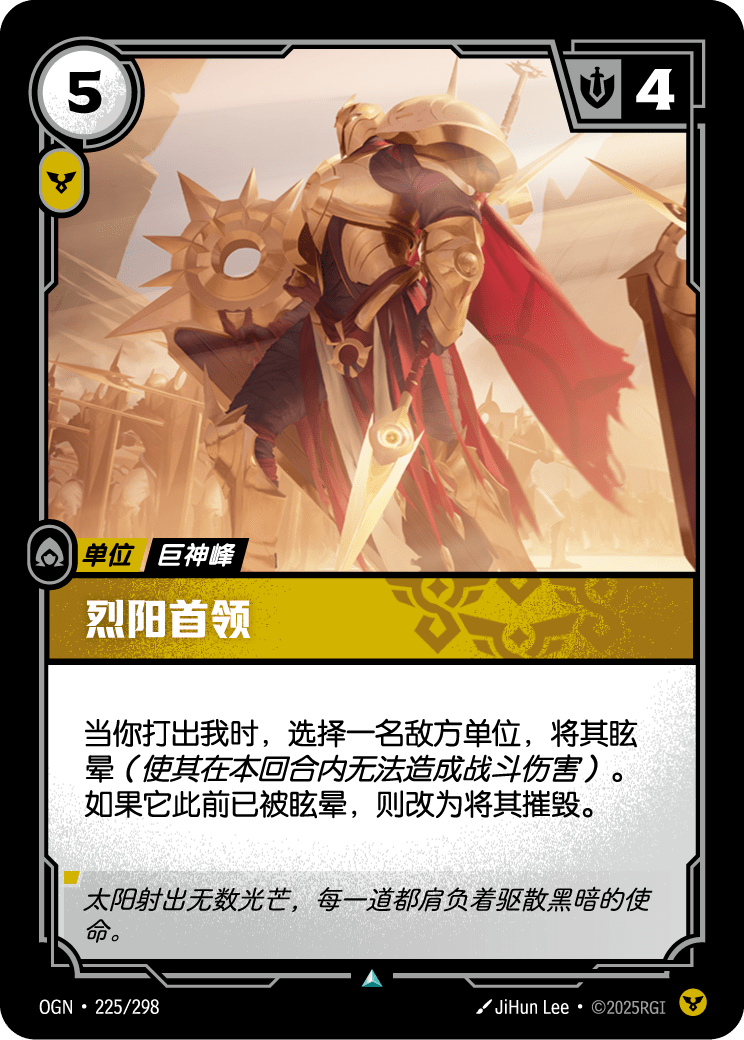 5
4
单位 巨神峰
烈阳首领
当你打出我时，选择一名敌方单位，将其眩
晕（使其在本回合内无法造成战斗伤害）。
如果它此前已被眩晕，则改为将其摧毁。
太阳射出无数光芒，每一道都肩负着驱散黑暗的使
命。
OGN • 225/298 JiHun Lee • ©2025RGI